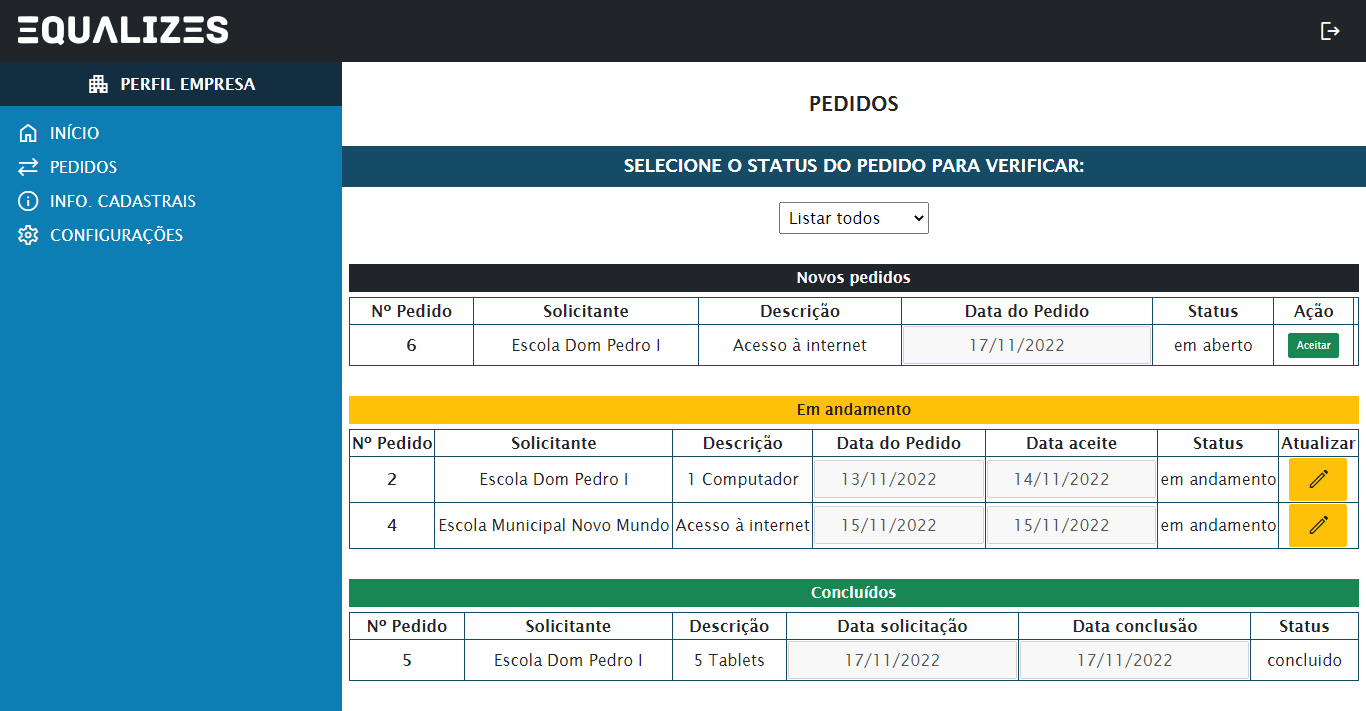 EQUALIZES
PERFIL EMPRESA
INÍCIO
PEDIDOS
INFO. CADASTRAIS
CONFIGURAÇÕES
PEDIDOS
SELECIONE O STATUS DO PEDIDO PARA VERIFICAR:
Listar todos
Novos pedidos
Nº Pedido Solicitante Descrição Data do Pedido Status Ação
6 Escola Dom Pedro I Acesso à internet 17/11/2022 em aberto Aceitar
Em andamento
Nº Pedido Solicitante Descrição Data do Pedido Data aceite Status Atualizar
2 Escola Dom Pedro I 1 Computador 13/11/2022 14/11/2022 em andamento
4 Escola Municipal Novo Mundo Acesso à internet 15/11/2022 15/11/2022 em andamento
Concluídos
Nº Pedido Solicitante Descrição Data solicitação Data conclusão Status
5 Escola Dom Pedro I 5 Tablets 17/11/2022 17/11/2022 concluido